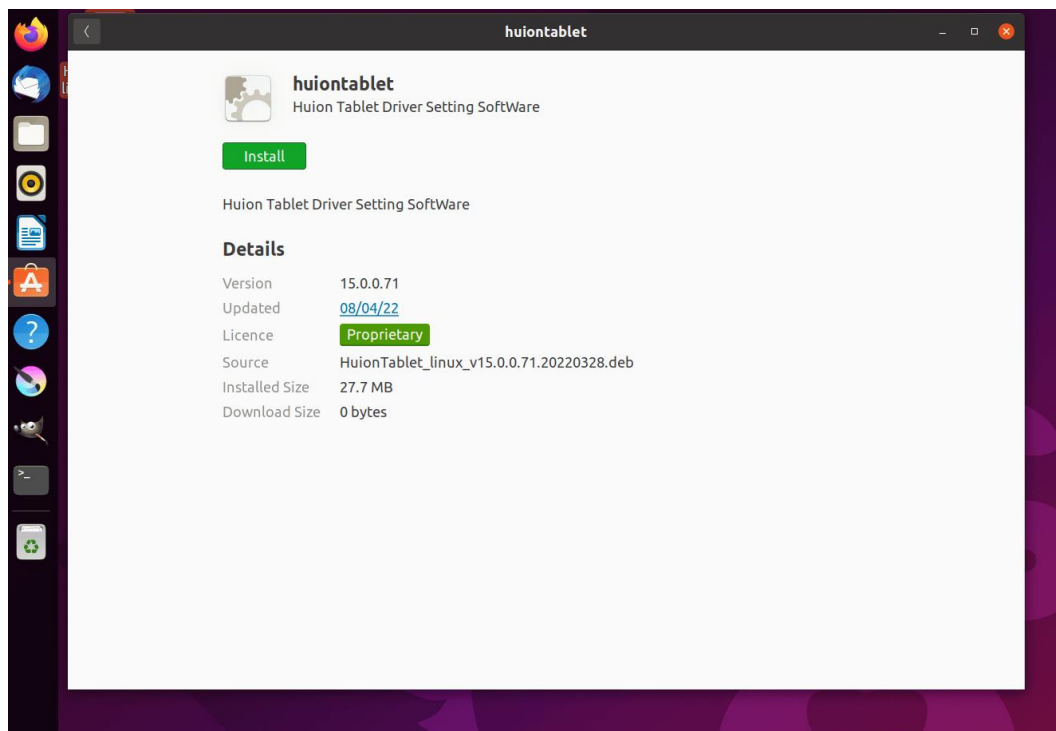 huiontablet
huiontablet
Huion Tablet Driver Setting SoftWare
Install
Huion Tablet Driver Setting SoftWare
Details
Version 15.0.0.71
Updated 08/04/22
Licence Proprietary
Source HuionTablet_linux_v15.0.0.71.20220328.deb
Installed Size 27.7 MB
Download Size 0 bytes